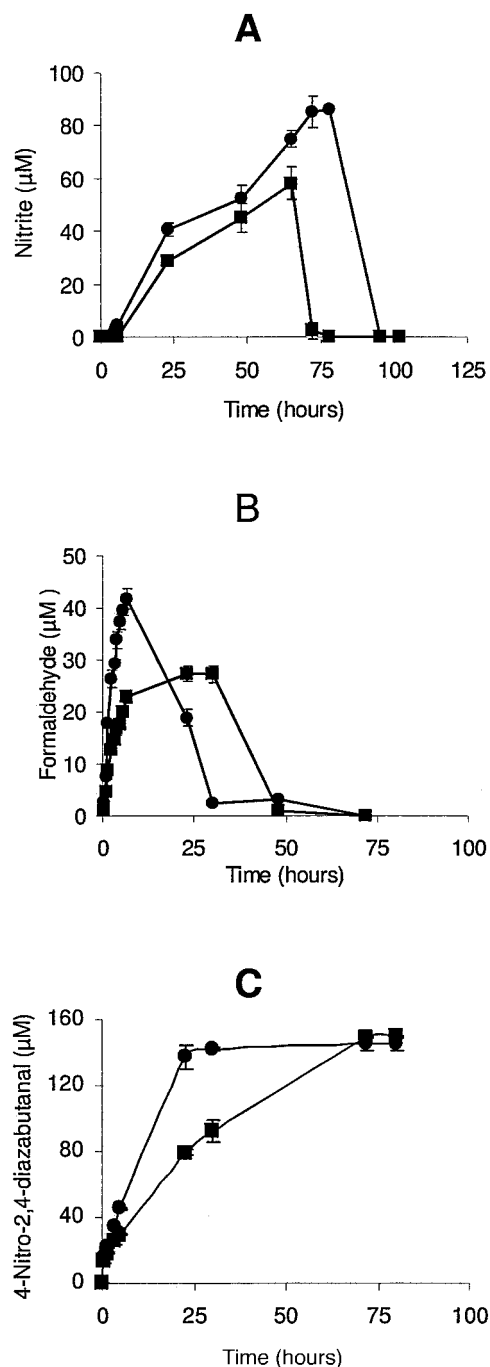 A
Nitrite (µM)
100
80
60
40
20
0
0 25 50 75 100 125
Time (hours)
B
Formaldehyde (µM)
50
40
30
20
10
0
0 25 50 75 100
Time (hours)
C
4-Nitro-2,4-diazabutanal (µM)
160
120
80
40
0
0 25 50 75 100
Time (hours)